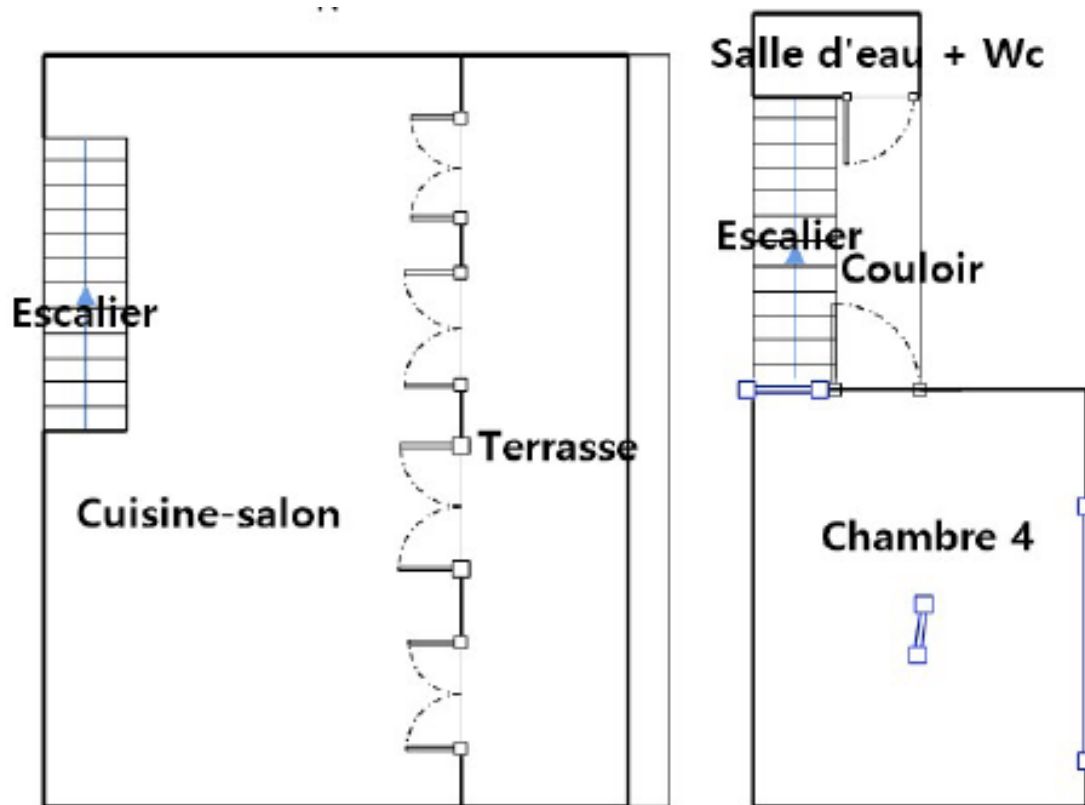 Salle d'eau + Wc
Escalier
Couloir
Escalier
Terrasse
Cuisine-salon
Chambre 4